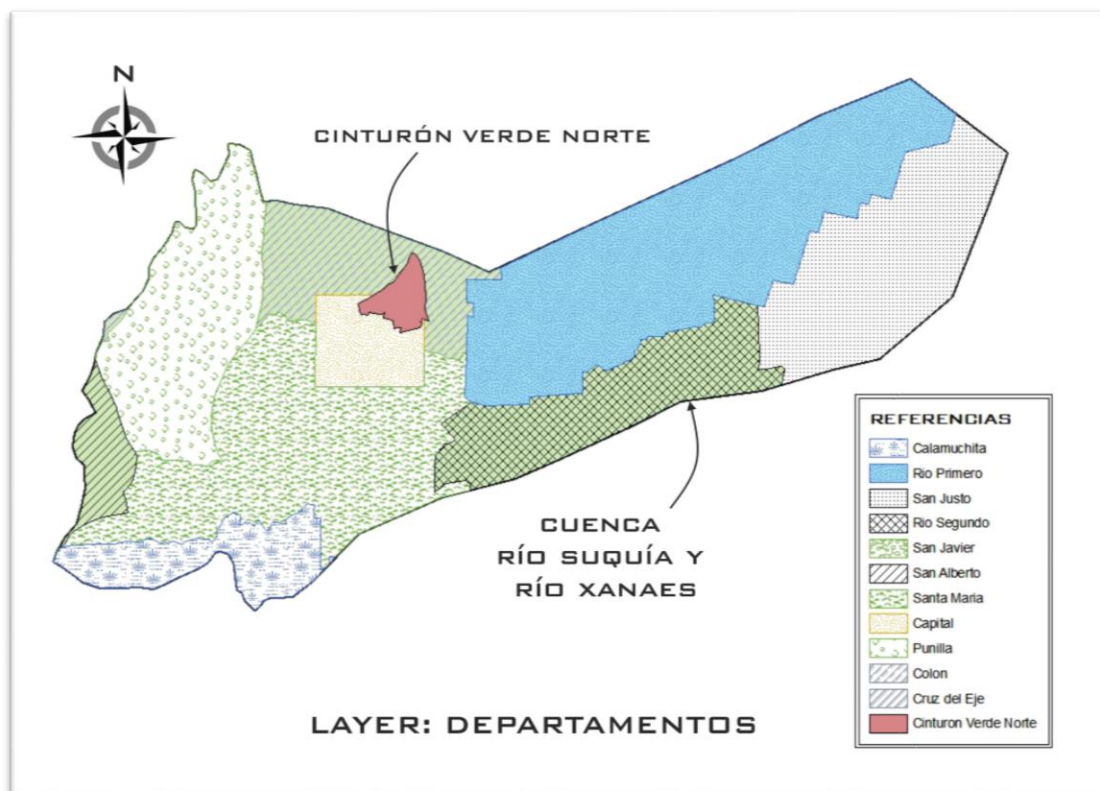 N
CINTURÓN VERDE NORTE
CUENCA
RÍO SUQUÍA Y
RÍO XANAES
REFERENCIAS
Calamuchita
Rio Primero
San Justo
Rio Segundo
San Javier
San Alberto
Santa Maria
Capital
Punilla
Colon
Cruz del Eje
Cinturon Verde Norte
LAYER: DEPARTAMENTOS